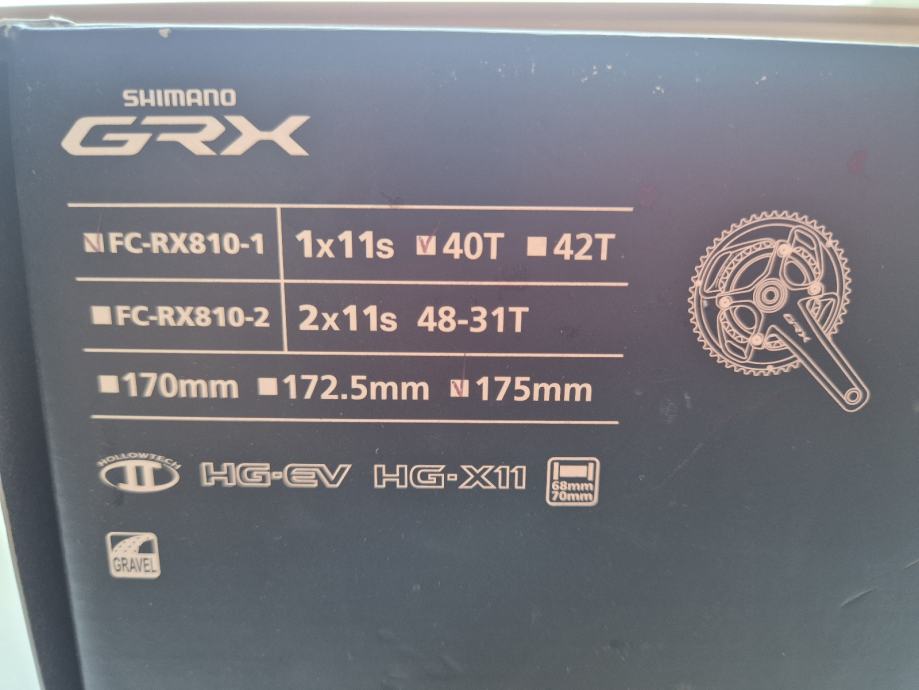 SHIMANO
GRX
FC-RX810-1 1x11s 40T 42T
FC-RX810-2 2x11s 48-31T
170mm 172.5mm 175mm
HOLLOWTECH II HG-EV HG-X11 68mm
70mm
GRAVEL
GRX